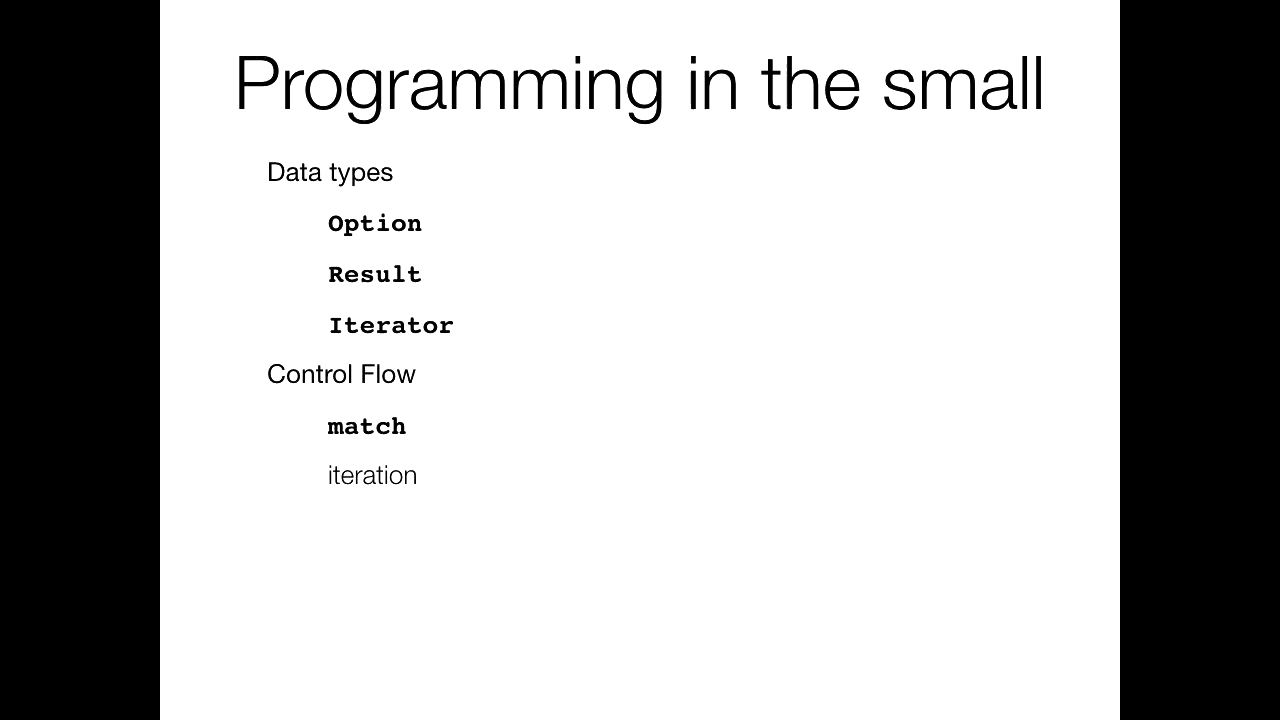 Programming in the small
Data types
Option
Result
Iterator
Control Flow
match
iteration